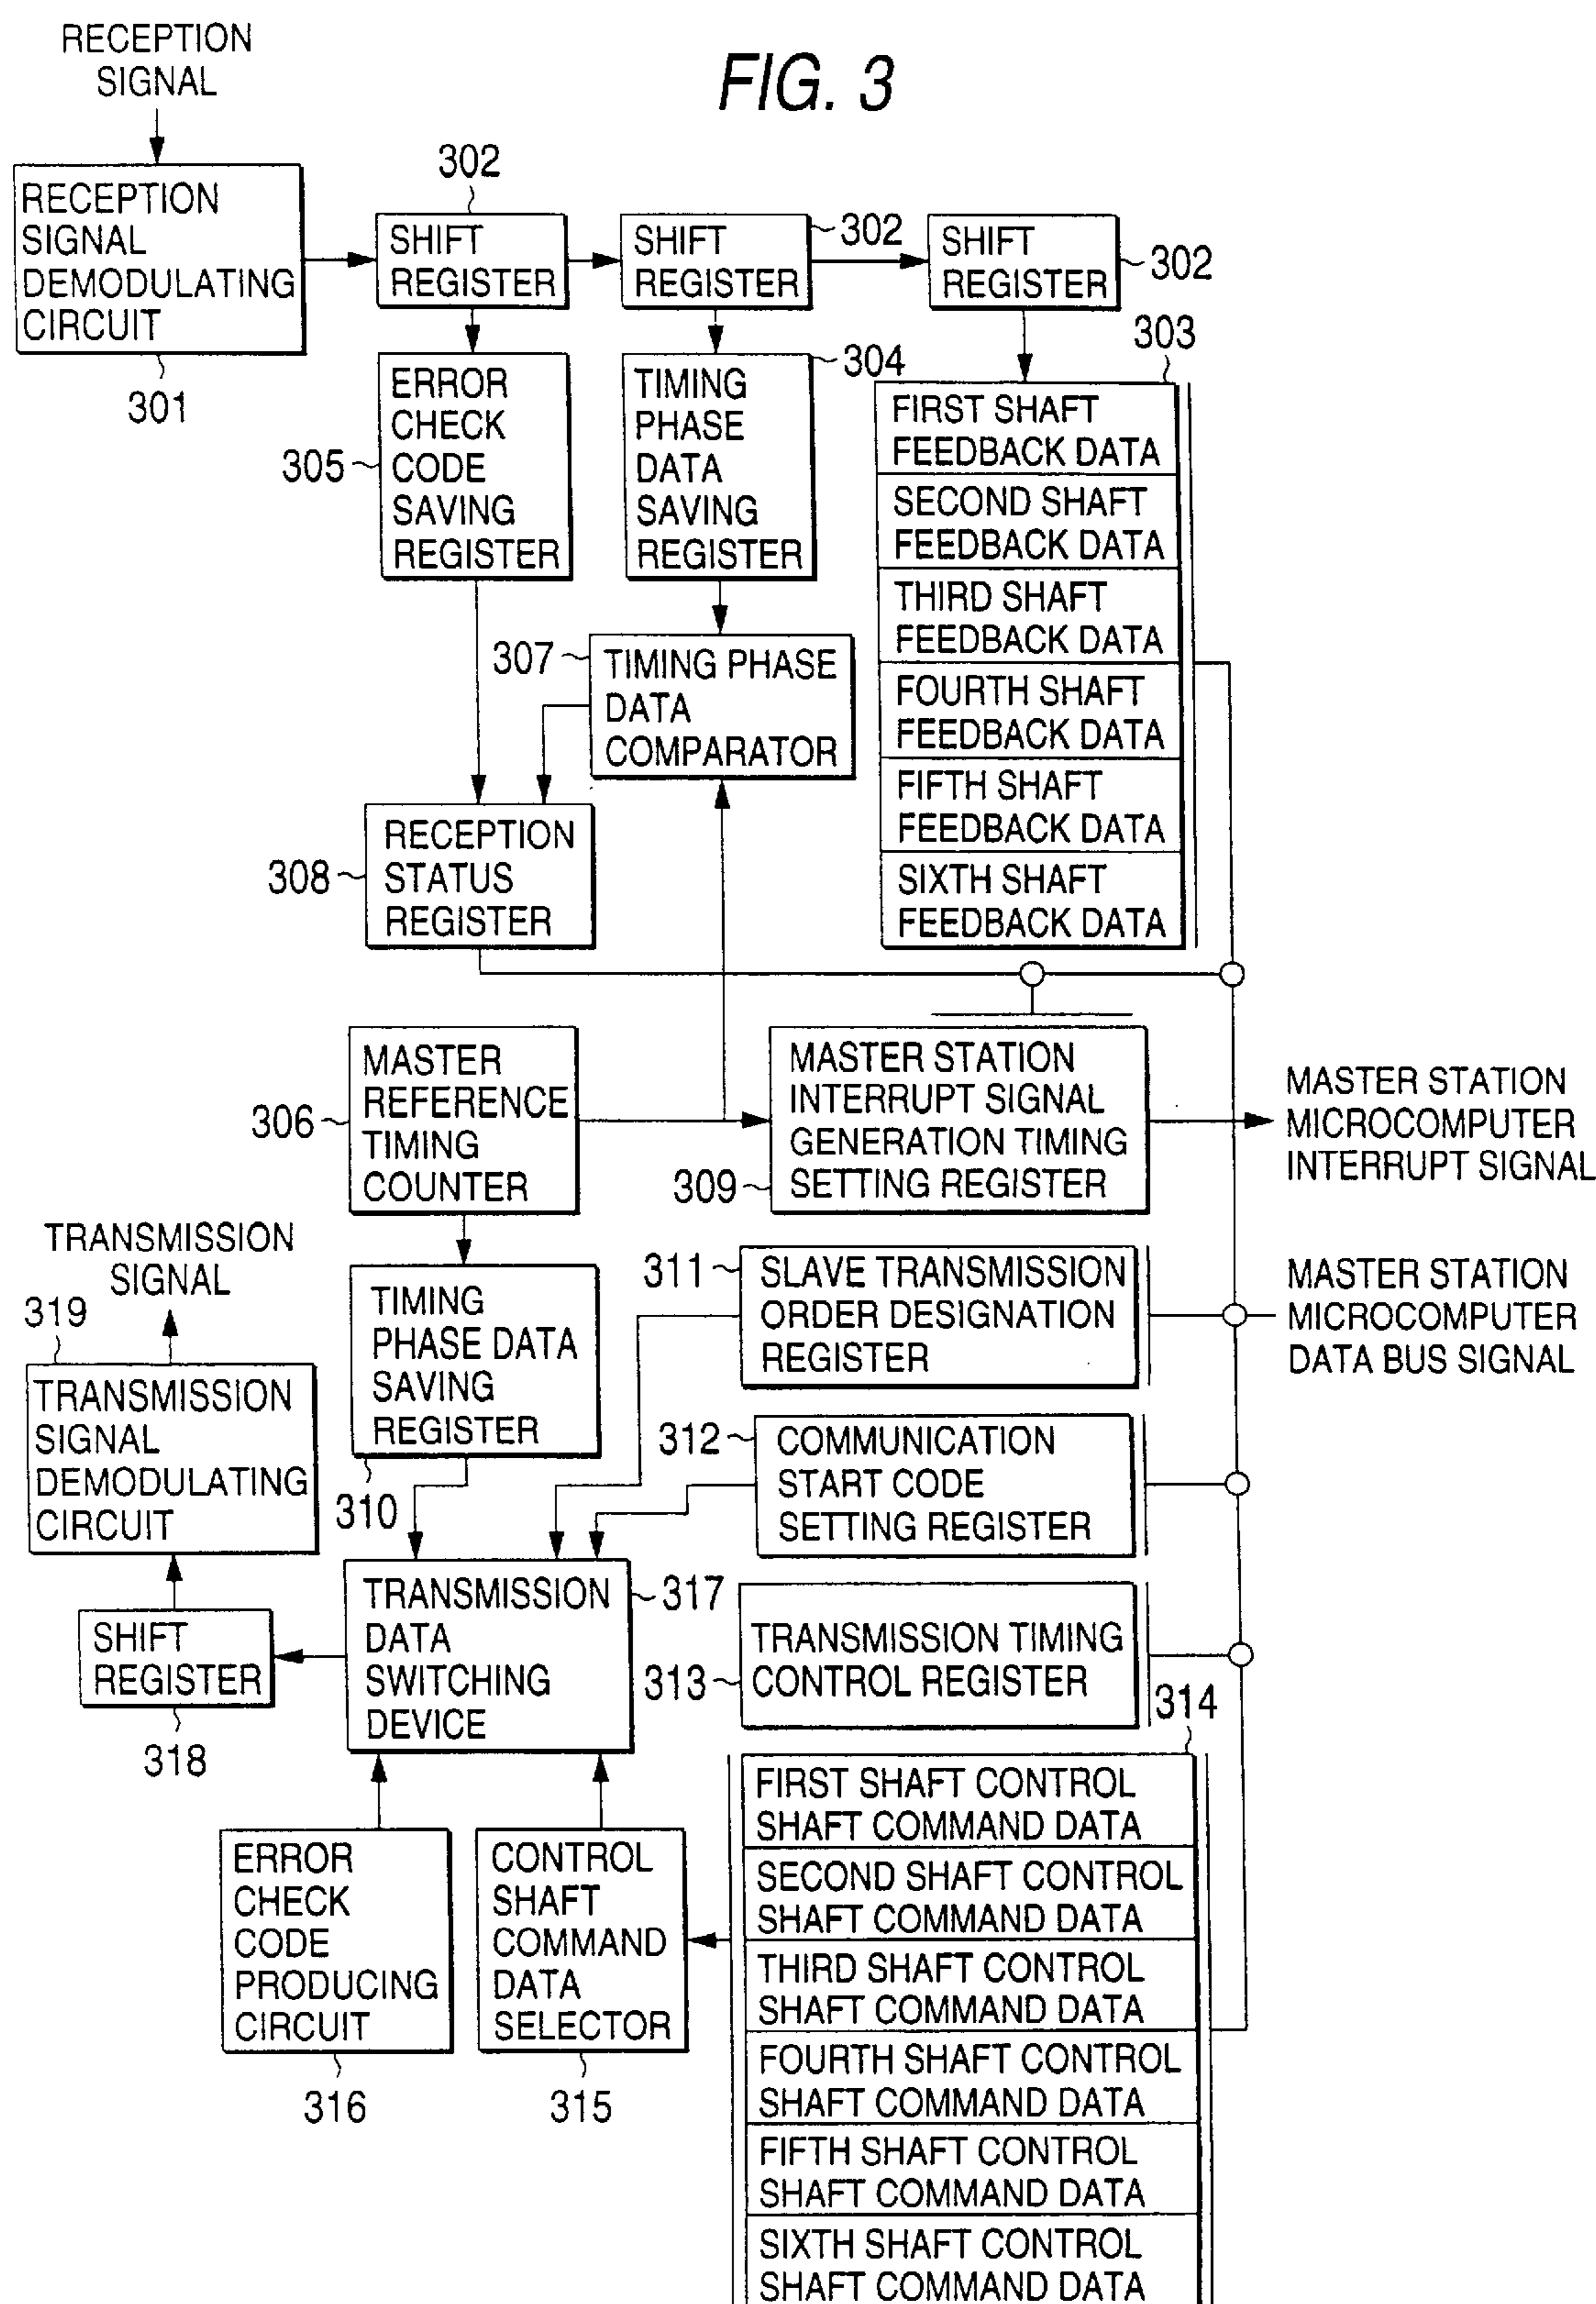 RECEPTION
SIGNAL
FIG. 3
RECEPTION
SIGNAL
DEMODULATING
CIRCUIT
301
302
SHIFT
REGISTER
SHIFT
REGISTER
302
SHIFT
REGISTER
302
305
ERROR
CHECK
CODE
SAVING
REGISTER
304
TIMING
PHASE
DATA
SAVING
REGISTER
303
FIRST SHAFT
FEEDBACK DATA
SECOND SHAFT
FEEDBACK DATA
THIRD SHAFT
FEEDBACK DATA
FOURTH SHAFT
FEEDBACK DATA
FIFTH SHAFT
FEEDBACK DATA
SIXTH SHAFT
FEEDBACK DATA
307
TIMING PHASE
DATA
COMPARATOR
308
RECEPTION
STATUS
REGISTER
306
MASTER
REFERENCE
TIMING
COUNTER
309
MASTER STATION
INTERRUPT SIGNAL
GENERATION TIMING
SETTING REGISTER
MASTER STATION
MICROCOMPUTER
INTERRUPT SIGNAL
TRANSMISSION
SIGNAL
319
TRANSMISSION
SIGNAL
DEMODULATING
CIRCUIT
TIMING
PHASE DATA
SAVING
REGISTER
310
311
SLAVE TRANSMISSION
ORDER DESIGNATION
REGISTER
MASTER STATION
MICROCOMPUTER
DATA BUS SIGNAL
312
COMMUNICATION
START CODE
SETTING REGISTER
SHIFT
REGISTER
318
TRANSMISSION
DATA
SWITCHING
DEVICE
317
313
TRANSMISSION TIMING
CONTROL REGISTER
314
ERROR
CHECK
CODE
PRODUCING
CIRCUIT
316
CONTROL
SHAFT
COMMAND
DATA
SELECTOR
315
FIRST SHAFT CONTROL
SHAFT COMMAND DATA
SECOND SHAFT CONTROL
SHAFT COMMAND DATA
THIRD SHAFT CONTROL
SHAFT COMMAND DATA
FOURTH SHAFT CONTROL
SHAFT COMMAND DATA
FIFTH SHAFT CONTROL
SHAFT COMMAND DATA
SIXTH SHAFT CONTROL
SHAFT COMMAND DATA